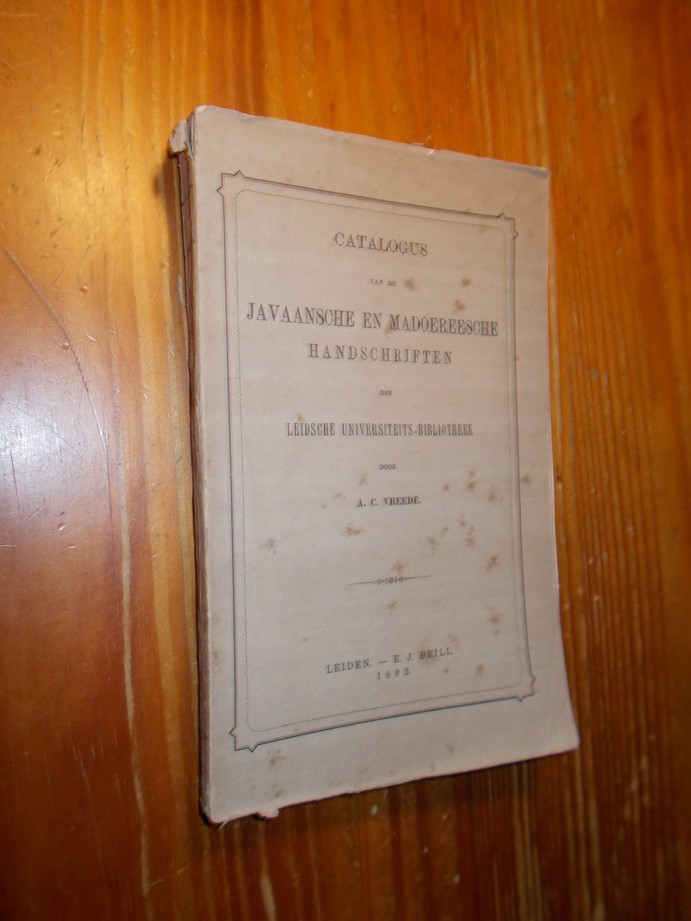 CATALOGUS
VAN DE
JAVAANSCHE EN MADOEREESCHE
HANDSCHRIFTEN
DER
LEIDSCHE UNIVERSITEITS-BIBLIOTHEEK
DOOR
A. C. VREEDE.
LEIDEN. — E. J. BRILL.
1892.